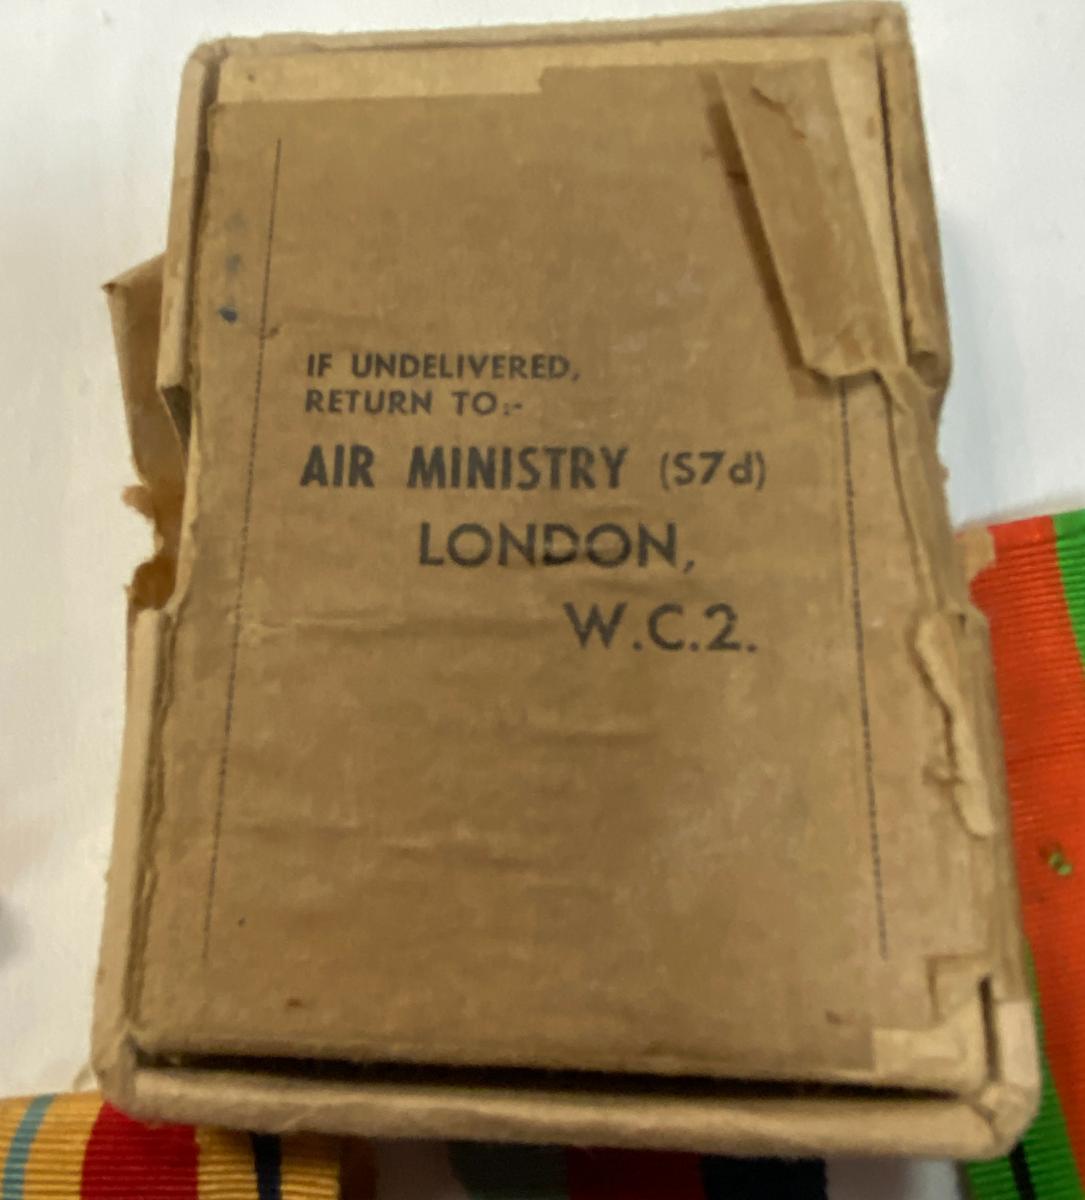 IF UNDELIVERED,
RETURN TO:-
AIR MINISTRY (S7d)
LONDON,
W.C.2.